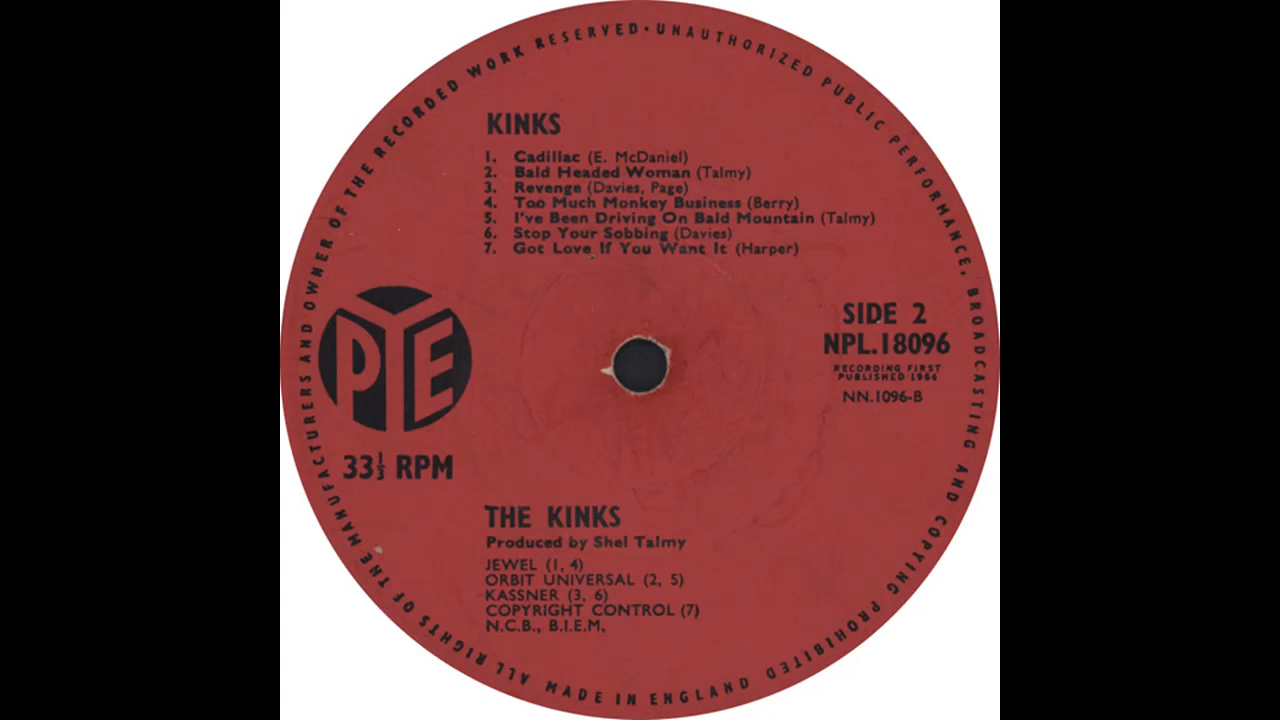 ALL RIGHTS OF THE MANUFACTURERS AND OWNER OF THE RECORDED WORK RESERVED · UNAUTHORIZED PUBLIC PERFORMANCE, BROADCASTING AND COPYING PROHIBITED
KINKS
1. Cadillac (E. McDaniel)
2. Bald Headed Woman (Talmy)
3. Revenge (Davies, Page)
4. Too Much Monkey Business (Berry)
5. I've Been Driving On Bald Mountain (Talmy)
6. Stop Your Sobbing (Davies)
7. Got Love If You Want It (Harper)
PYE
33⅓ RPM
SIDE 2
NPL.18096
RECORDING FIRST
PUBLISHED 1964
NN.1096-B
THE KINKS
Produced by Shel Talmy
JEWEL (1, 4)
ORBIT UNIVERSAL (2, 5)
KASSNER (3, 6)
COPYRIGHT CONTROL (7)
N.C.B., B.I.E.M.
MADE IN ENGLAND